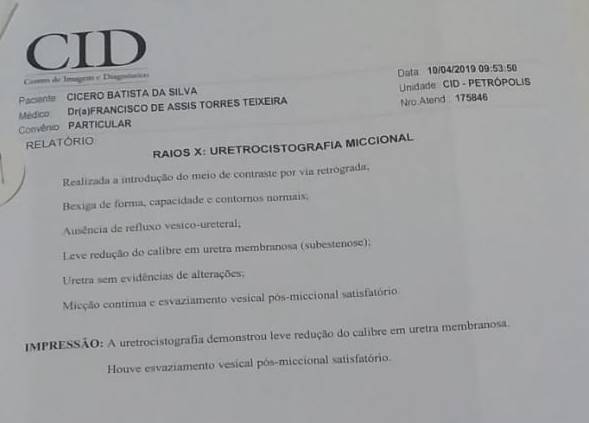 CID
Centro de Imagem e Diagnósticos
Paciente: CICERO BATISTA DA SILVA
Médico: Dr(a)FRANCISCO DE ASSIS TORRES TEIXEIRA
Convênio: PARTICULAR
Data: 10/04/2019 09:53:50
Unidade: CID - PETRÓPOLIS
Nro.Atend.: 175846
RELATÓRIO:
RAIOS X: URETROCISTOGRAFIA MICCIONAL
Realizada a introdução do meio de contraste por via retrógrada;
Bexiga de forma, capacidade e contornos normais;
Ausência de refluxo vesico-ureteral;
Leve redução do calibre em uretra membranosa (subestenose);
Uretra sem evidências de alterações;
Micção contínua e esvaziamento vesical pós-miccional satisfatório.
IMPRESSÃO: A uretrocistografia demonstrou leve redução do calibre em uretra membranosa.
Houve esvaziamento vesical pós-miccional satisfatório.